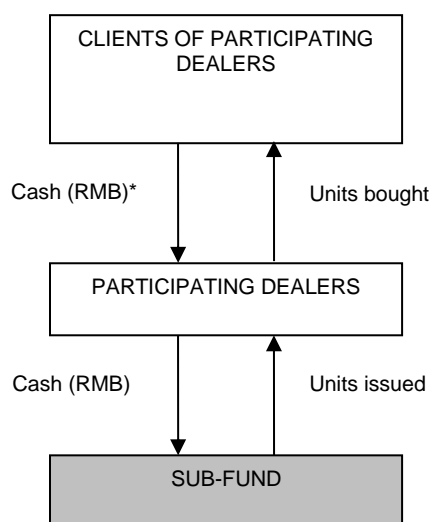 CLIENTS OF PARTICIPATING
DEALERS
Cash (RMB)*
Units bought
PARTICIPATING DEALERS
Cash (RMB)
Units issued
SUB-FUND